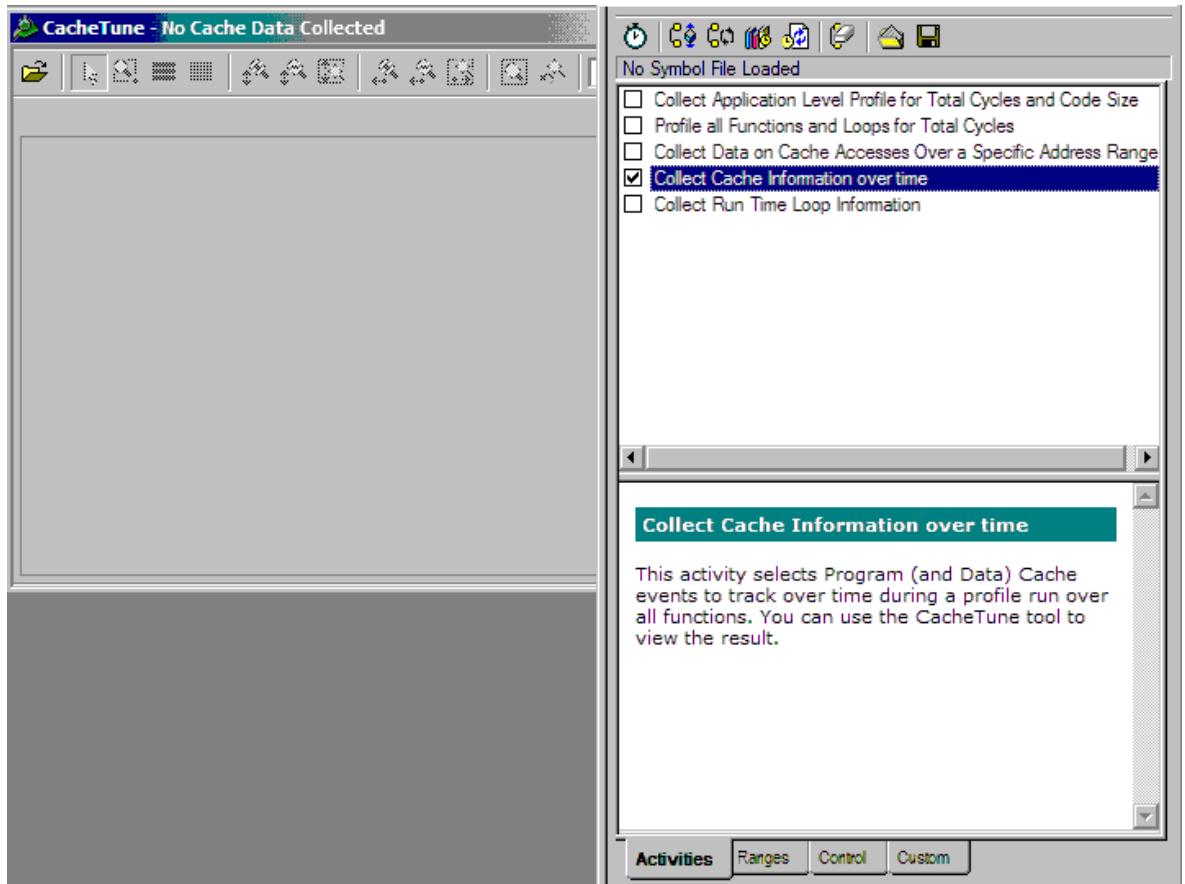 CacheTune - No Cache Data Collected
No Symbol File Loaded
Collect Application Level Profile for Total Cycles and Code Size
Profile all Functions and Loops for Total Cycles
Collect Data on Cache Accesses Over a Specific Address Range
Collect Cache Information over time
Collect Run Time Loop Information
Collect Cache Information over time
This activity selects Program (and Data) Cache
events to track over time during a profile run over
all functions. You can use the CacheTune tool to
view the result.
Activities Ranges Control Custom